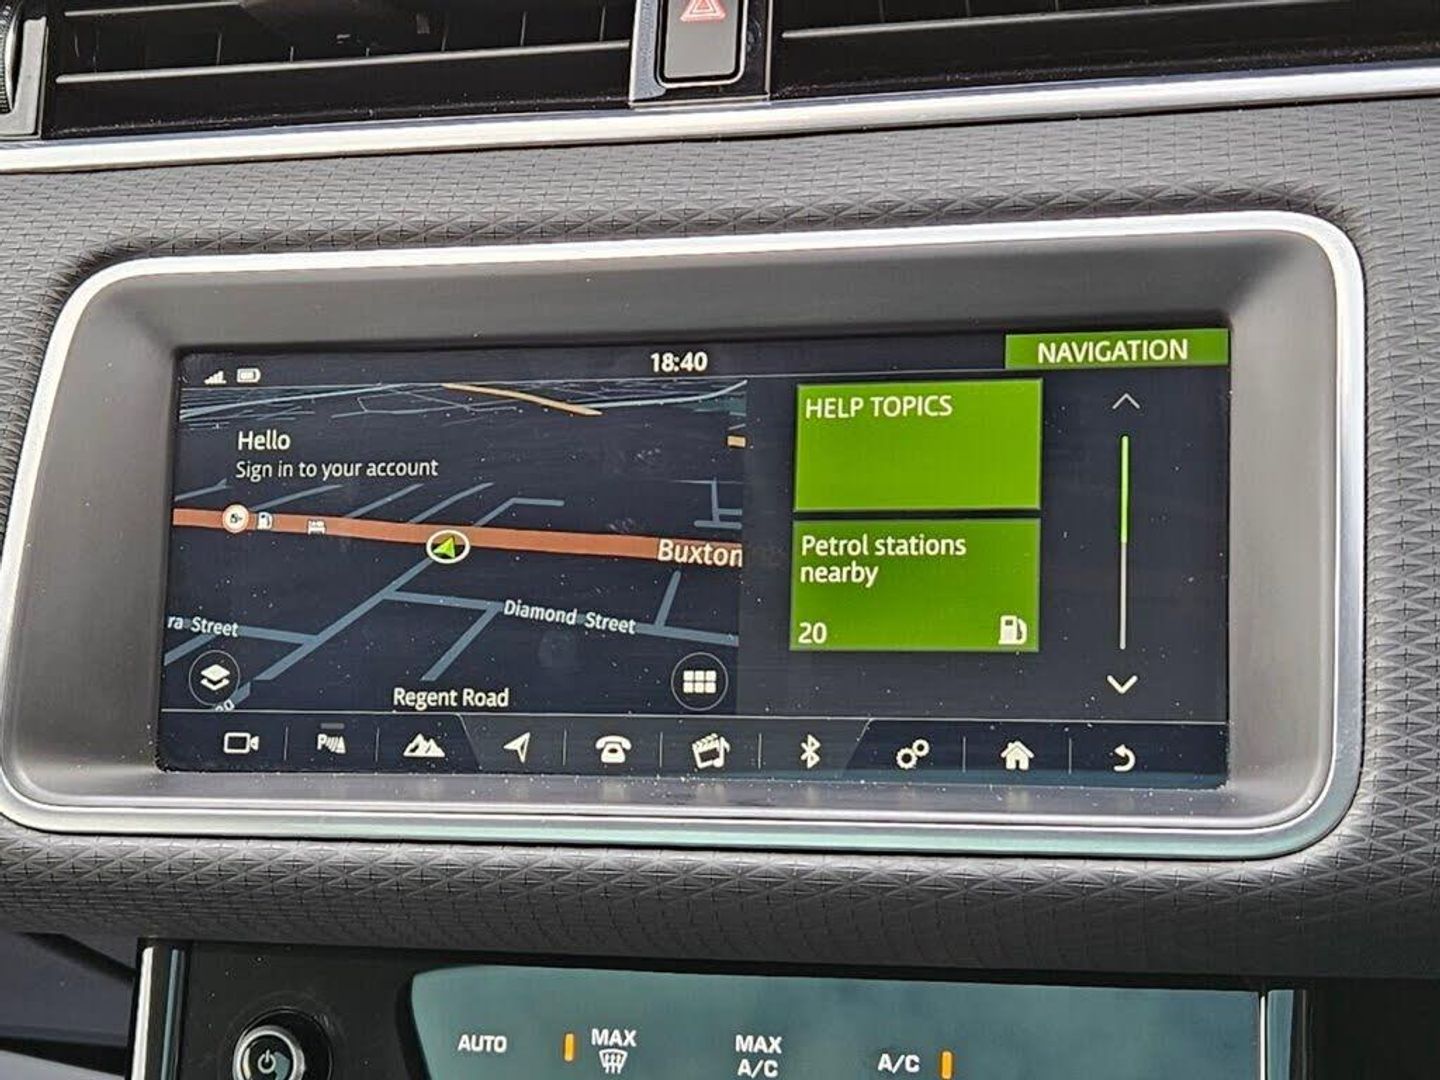 18:40
NAVIGATION
HELP TOPICS
Hello
Sign in to your account
Petrol stations
nearby
20
Buxton
Diamond Street
ra Street
Regent Road
AUTO
MAX
MAX
A/C
A/C